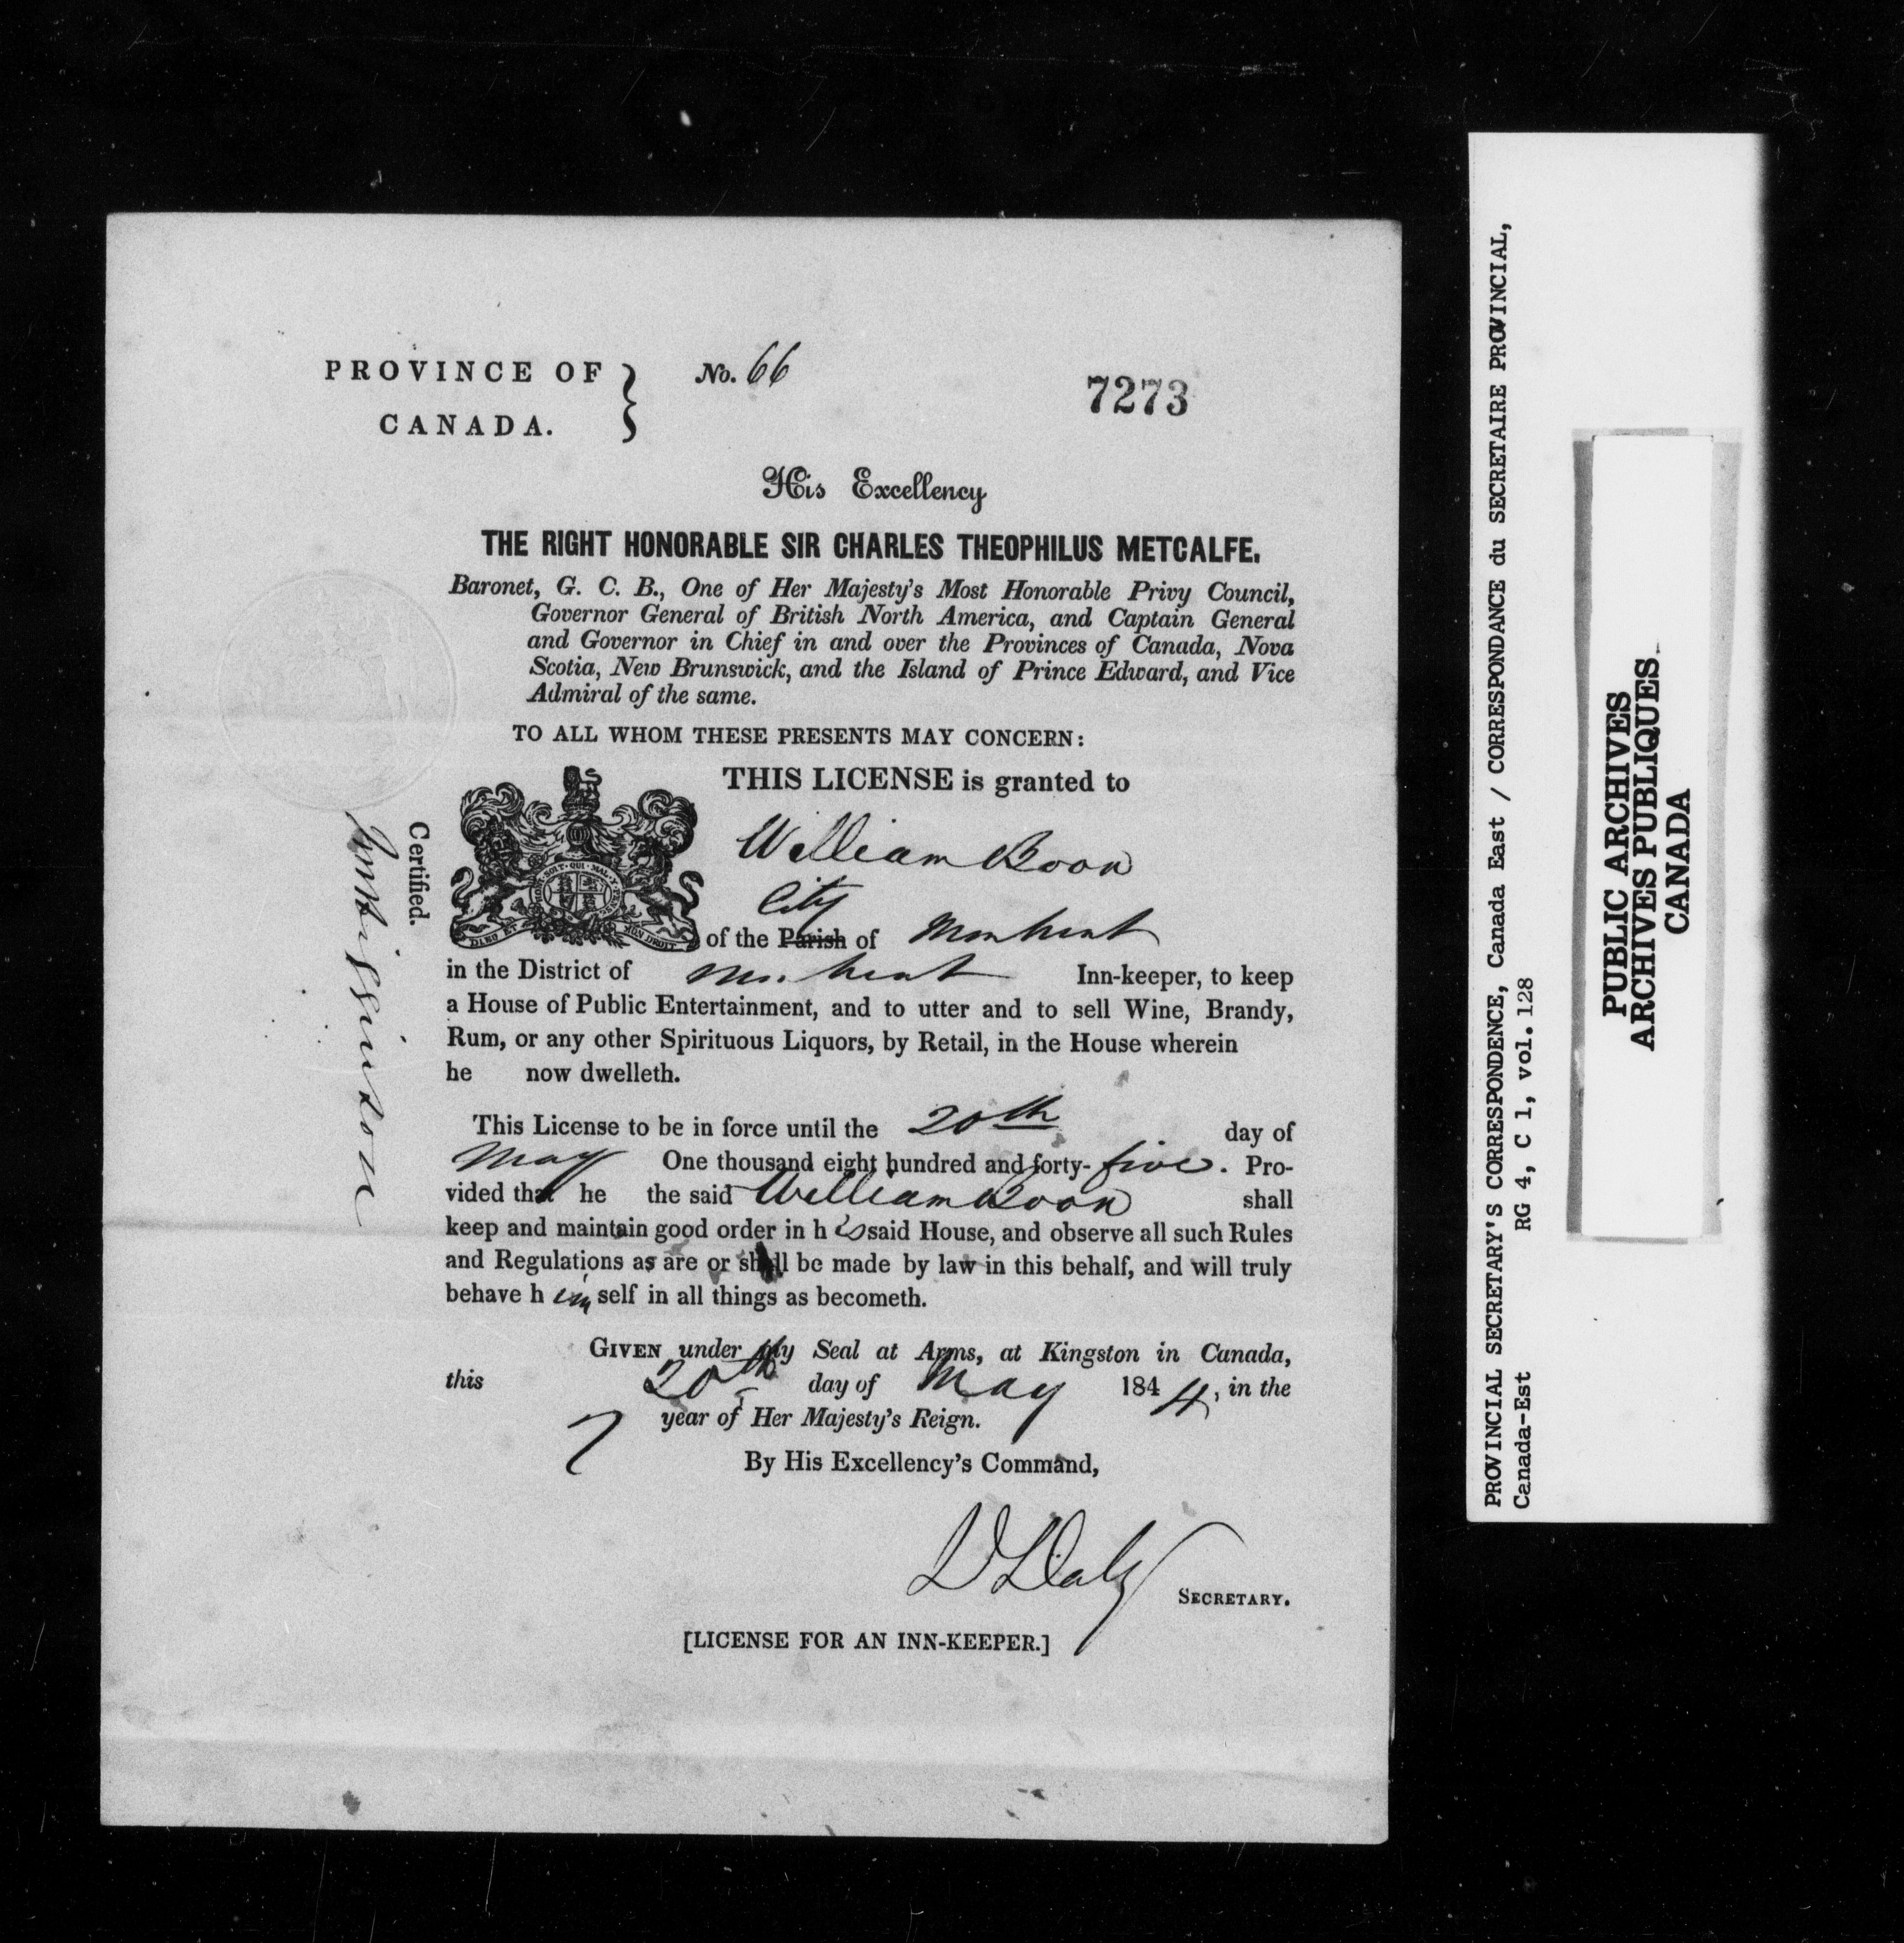 PROVINCE OF
CANADA.
No. 66
7273
His Excellency
THE RIGHT HONORABLE SIR CHARLES THEOPHILUS METCALFE.
Baronet, G. C. B., One of Her Majesty's Most Honorable Privy Council,
Governor General of British North America, and Captain General
and Governor in Chief in and over the Provinces of Canada, Nova
Scotia, New Brunswick, and the Island of Prince Edward, and Vice
Admiral of the same.
TO ALL WHOM THESE PRESENTS MAY CONCERN:
THIS LICENSE is granted to
William Boon
City
of the Parish of Montreal
in the District of Montreal Inn-keeper, to keep
a House of Public Entertainment, and to utter and to sell Wine, Brandy,
Rum, or any other Spirituous Liquors, by Retail, in the House wherein
he now dwelleth.
This License to be in force until the 20th day of
May One thousand eight hundred and forty-five. Pro-
vided that he the said William Boon shall
keep and maintain good order in his said House, and observe all such Rules
and Regulations as are or shall be made by law in this behalf, and will truly
behave himself in all things as becometh.
GIVEN under my Seal at Arms, at Kingston in Canada,
this 20th day of May 1844, in the
7 year of Her Majesty's Reign.
By His Excellency's Command,
D Daly
SECRETARY.
[LICENSE FOR AN INN-KEEPER.]
Certified.
DIEU ET MON DROIT
HONI·SOIT·QUI·MAL·Y·PENSE
PROVINCIAL SECRETARY'S CORRESPONDENCE, Canada East / CORRESPONDANCE du SECRETAIRE PROVINCIAL,
Canada-Est RG 4, C 1, vol. 128
PUBLIC ARCHIVES
ARCHIVES PUBLIQUES
CANADA